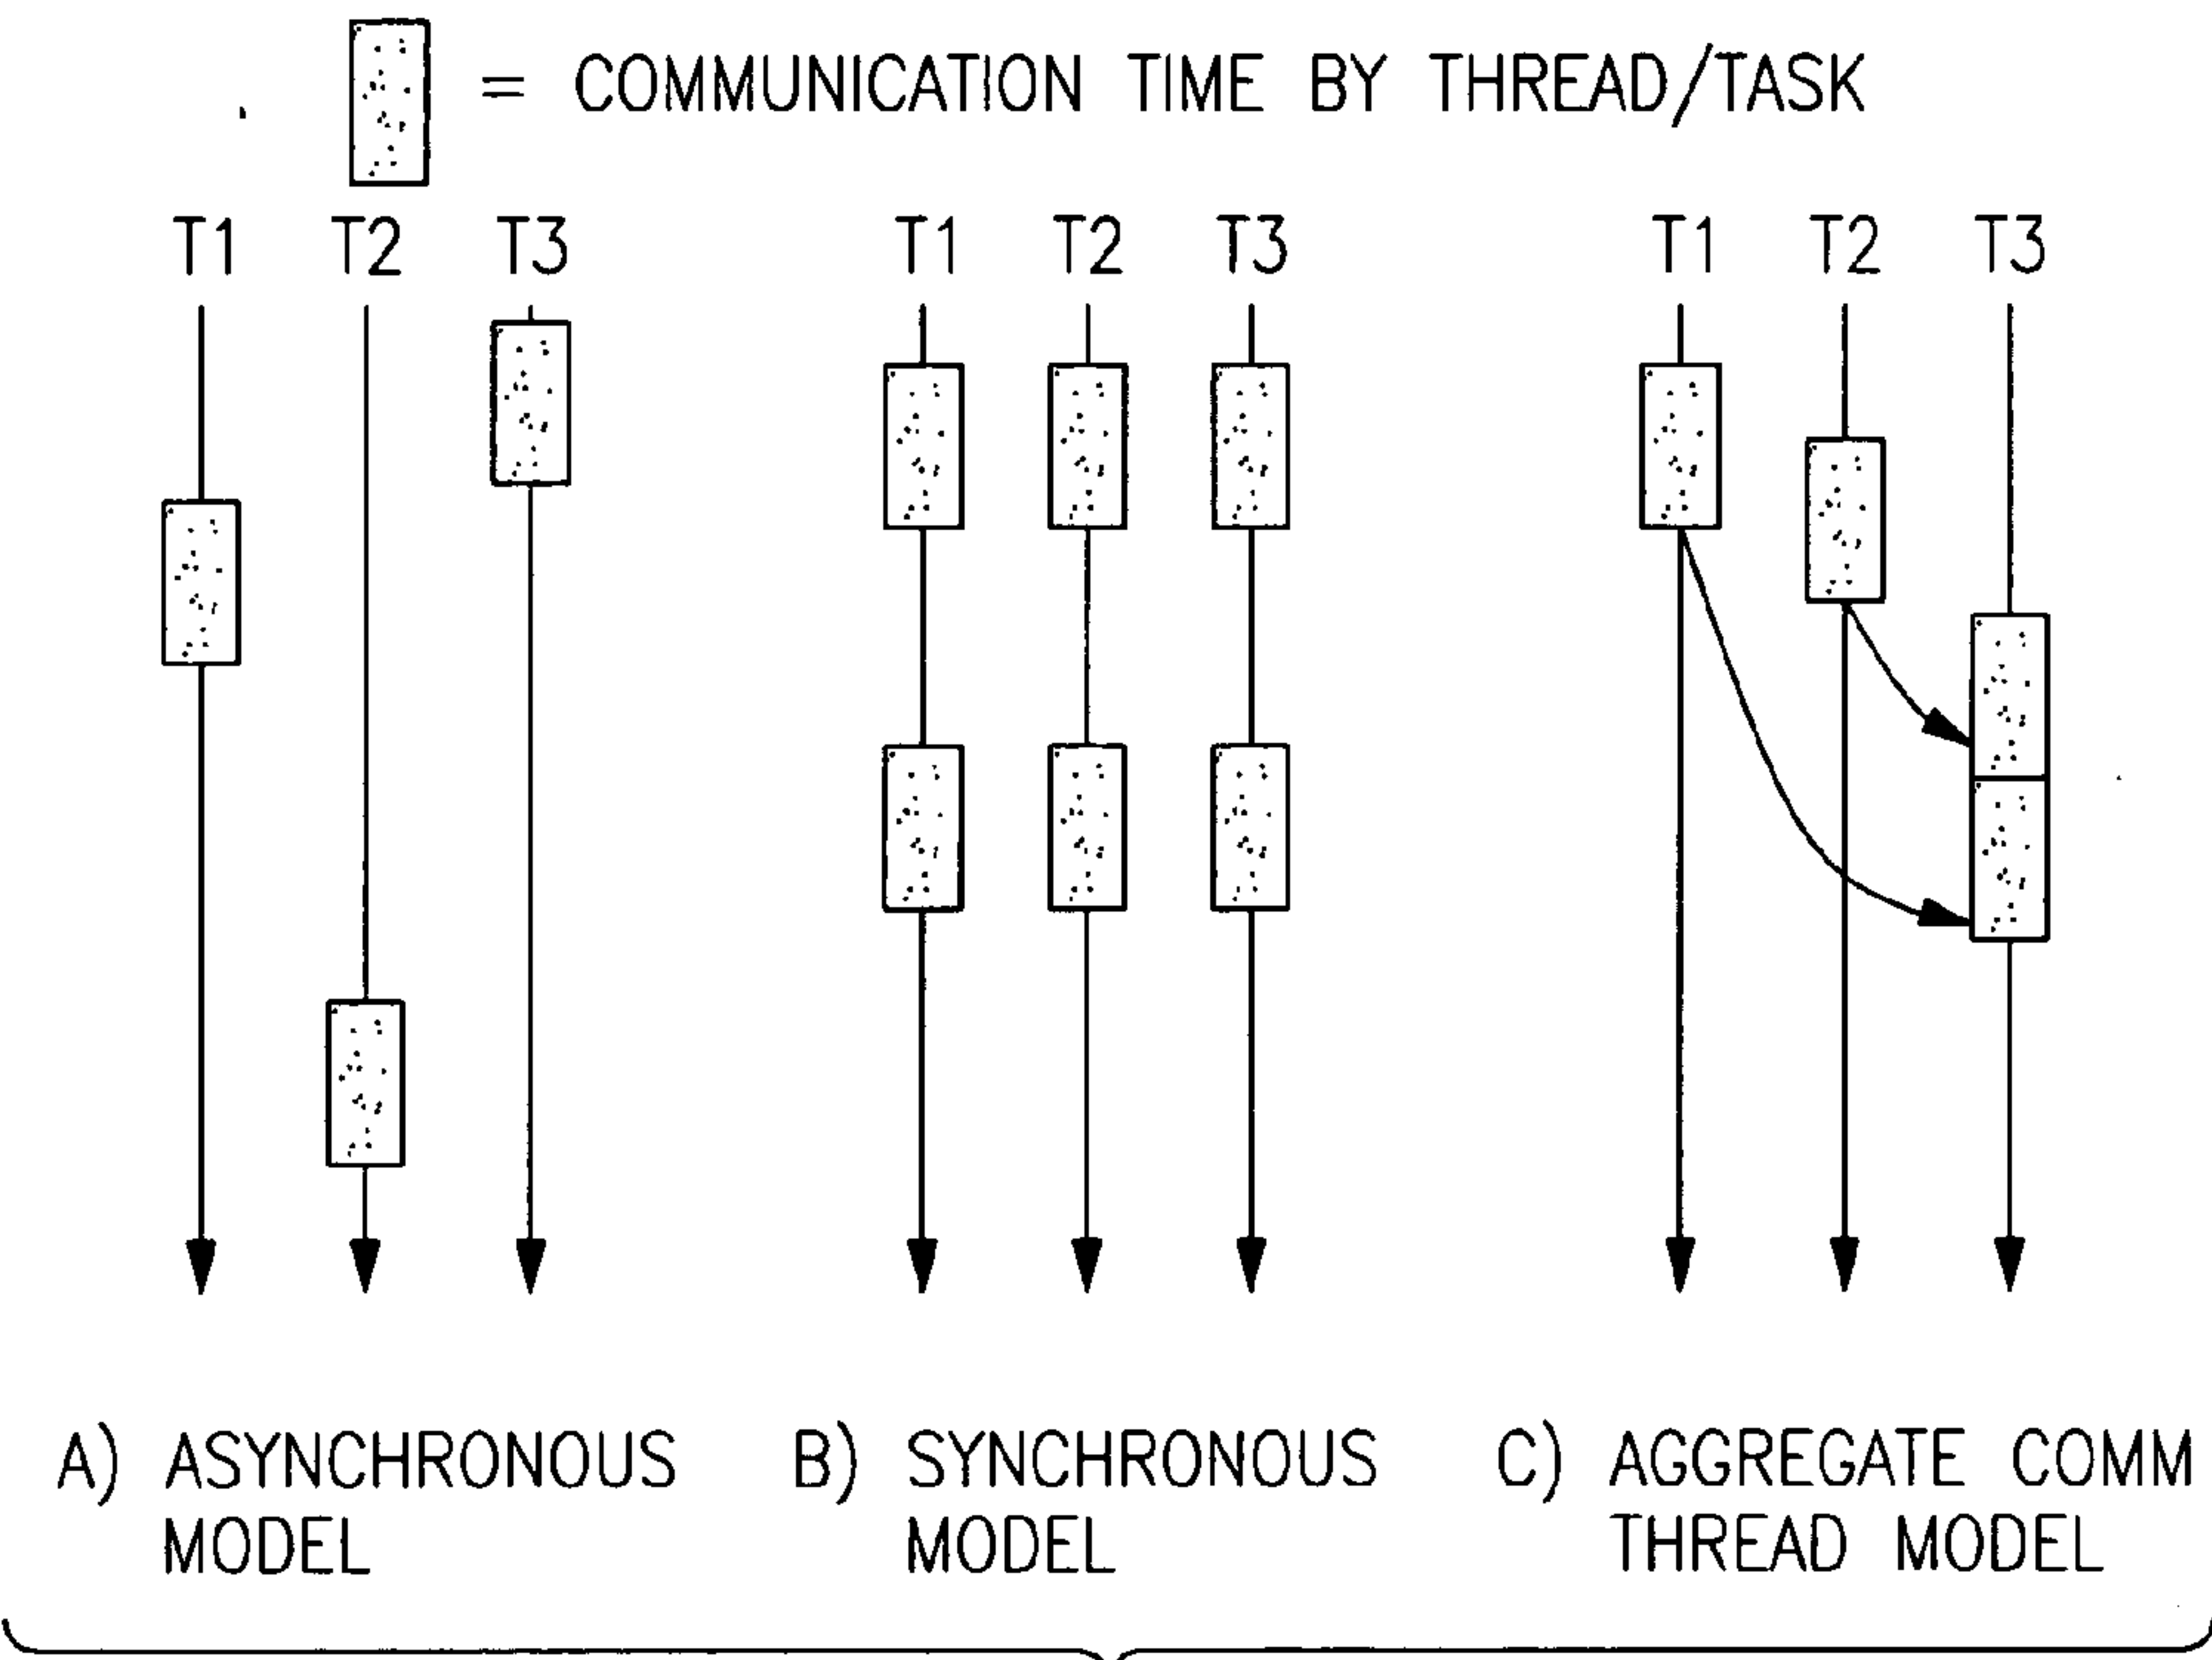 = COMMUNICATION TIME BY THREAD/TASK
T1 T2 T3 T1 T2 T3 T1 T2 T3
A) ASYNCHRONOUS MODEL
B) SYNCHRONOUS MODEL
C) AGGREGATE COMM THREAD MODEL